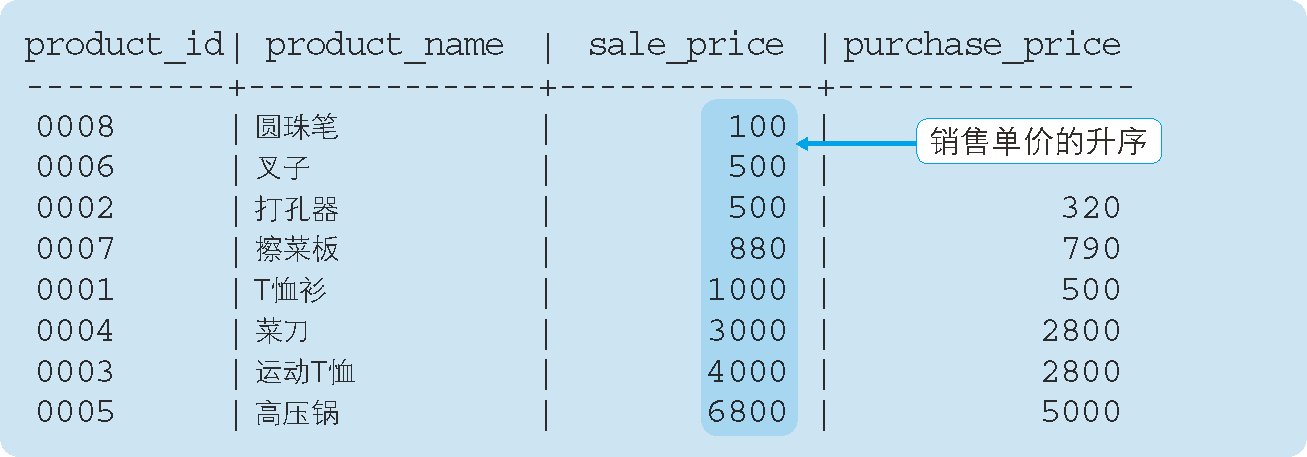 product_id| product_name | sale_price |purchase_price
----------+--------------+------------+---------------
0008 |圆珠笔 | 100 | 销售单价的升序
0006 |叉子 | 500 |
0002 |打孔器 | 500 | 320
0007 |擦菜板 | 880 | 790
0001 |T恤衫 | 1000 | 500
0004 |菜刀 | 3000 | 2800
0003 |运动T恤 | 4000 | 2800
0005 |高压锅 | 6800 | 5000